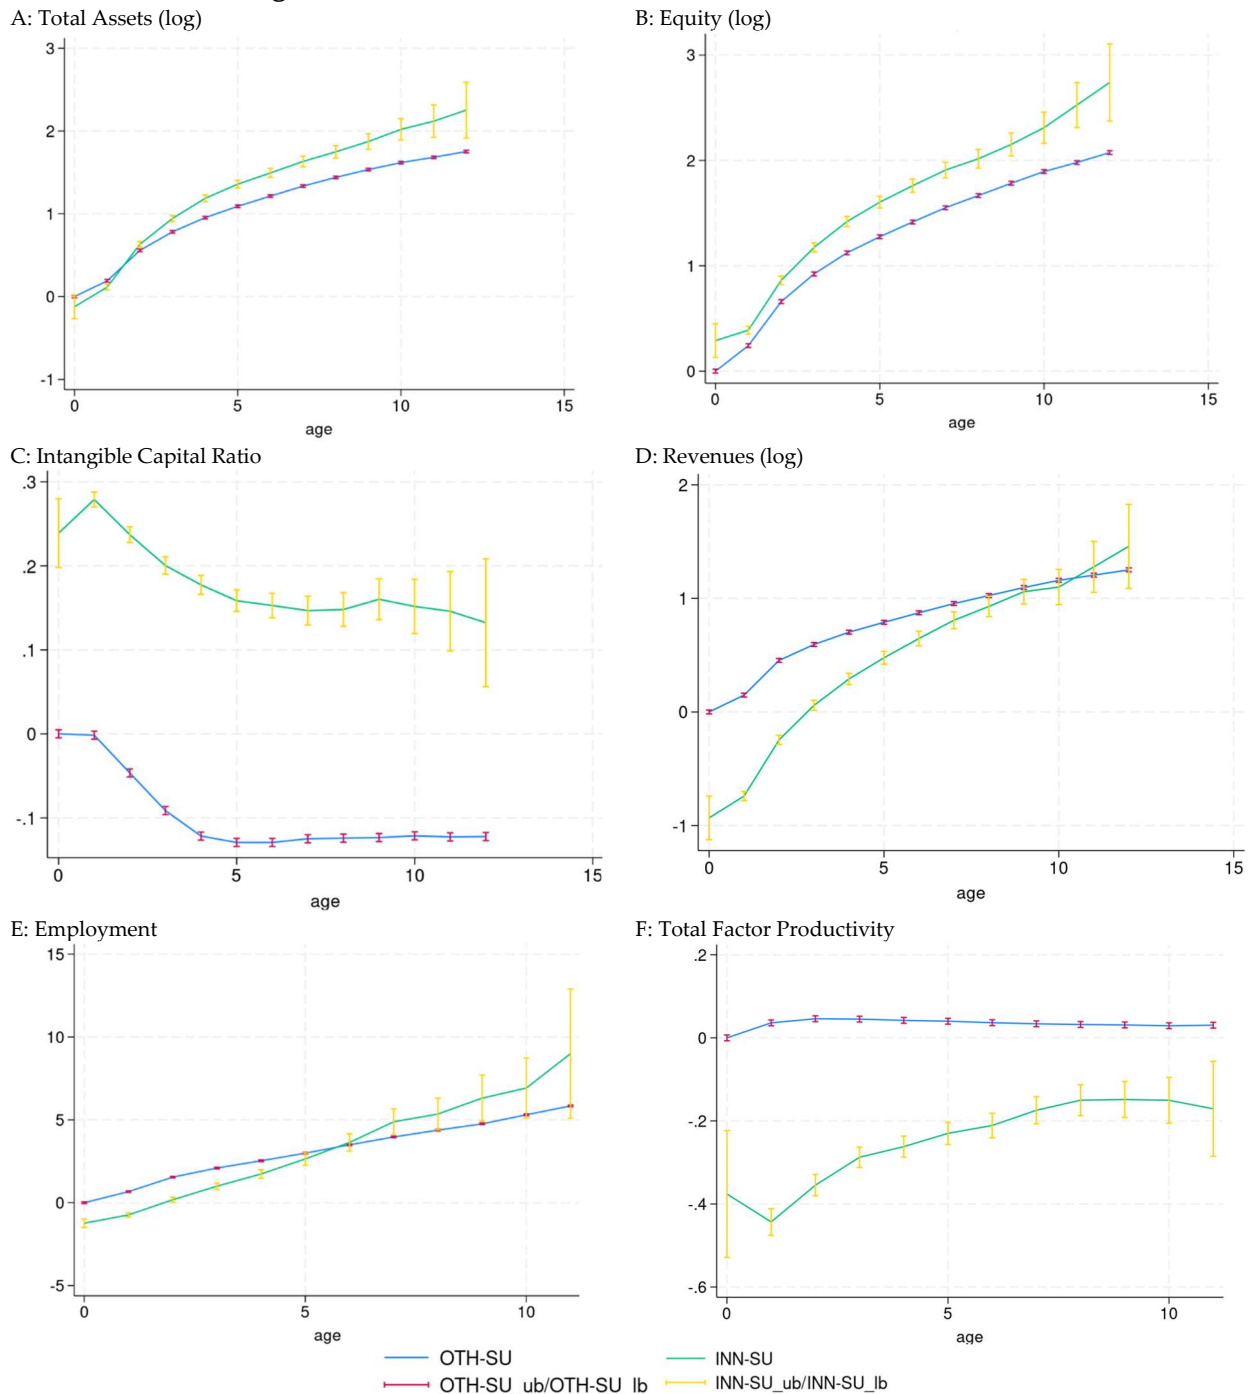 A: Total Assets (log)
B: Equity (log)
3
2
1
0
-1
0 5 10 15
age
3
2
1
0
0 5 10 15
age
C: Intangible Capital Ratio
D: Revenues (log)
.3
.2
.1
0
-.1
0 5 10 15
age
2
1
0
-1
0 5 10 15
age
E: Employment
F: Total Factor Productivity
15
10
5
0
-5
0 5 10
age
.2
0
-.2
-.4
-.6
0 5 10
age
OTH-SU
INN-SU
OTH-SU_ub/OTH-SU_lb
INN-SU_ub/INN-SU_lb